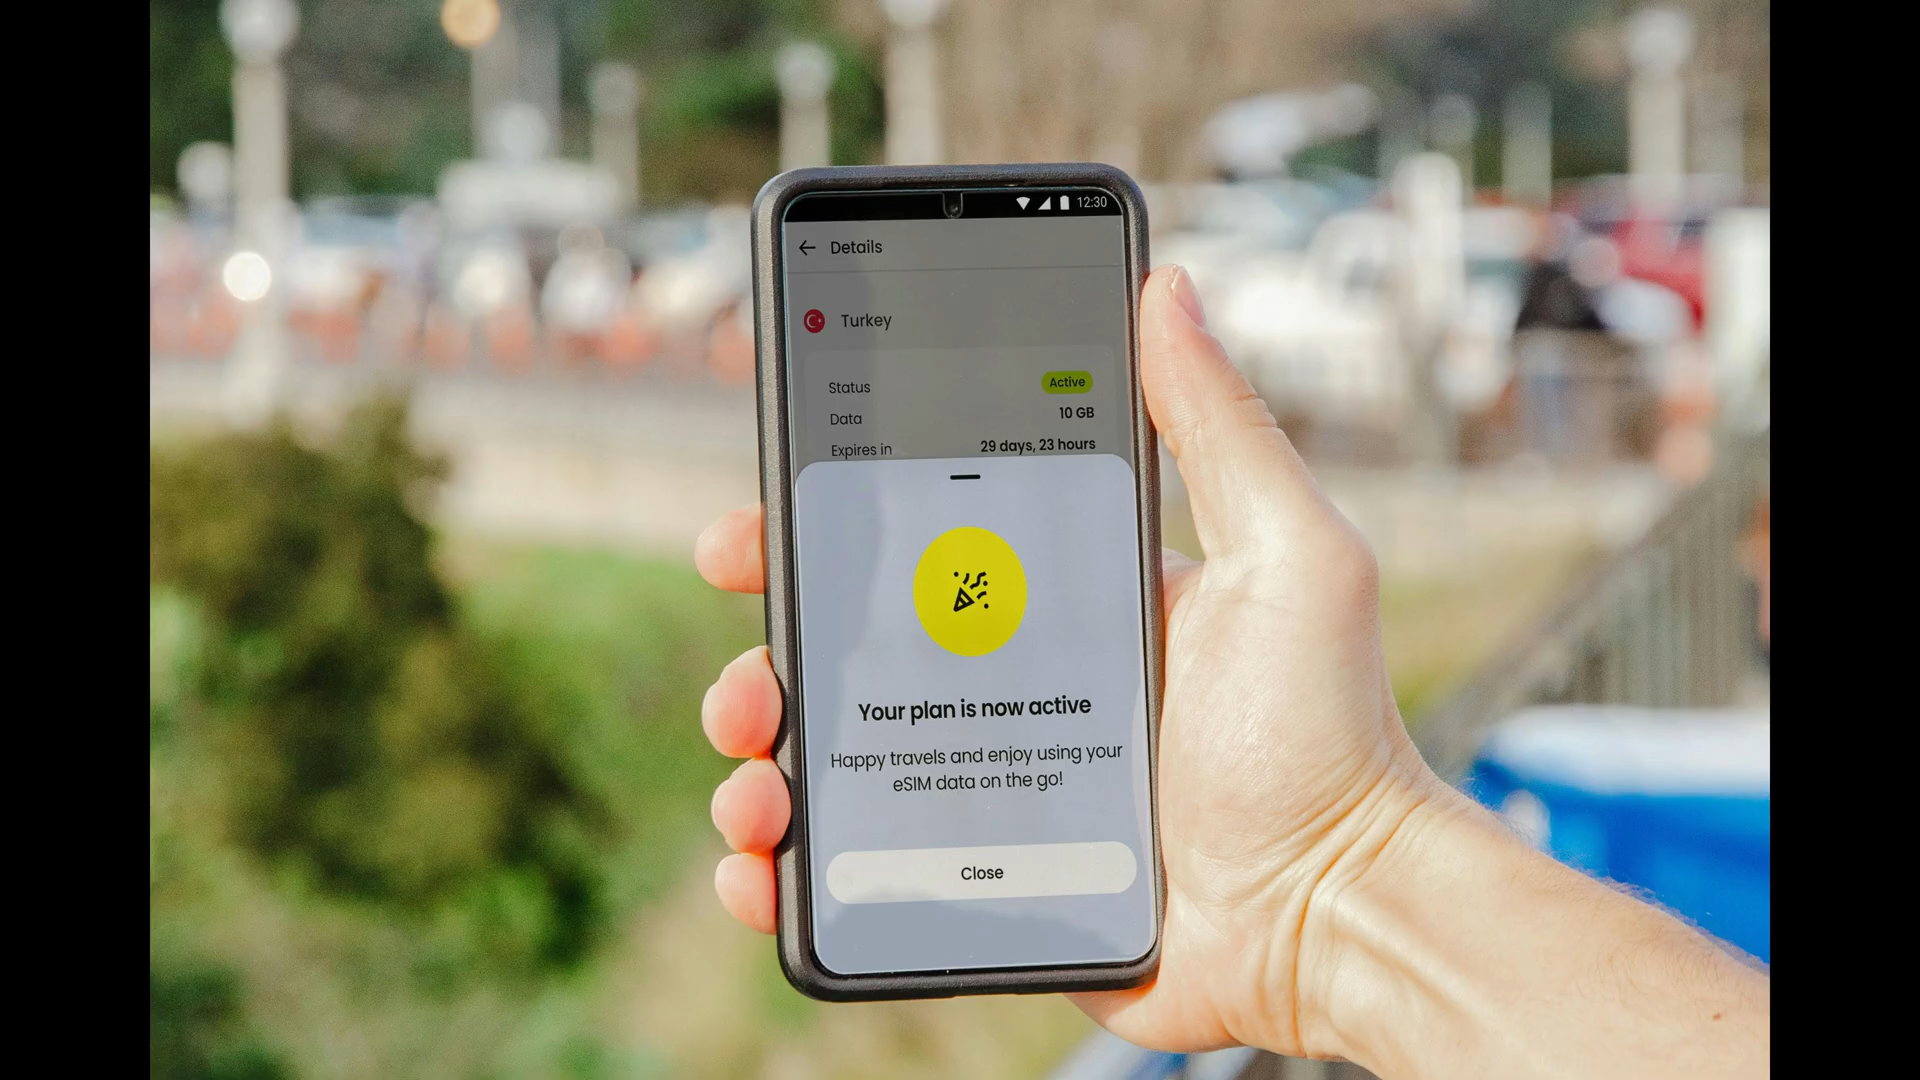 12:30
Details
Turkey
Status Active
Data 10 GB
Expires in 29 days, 23 hours
Your plan is now active
Happy travels and enjoy using your
eSIM data on the go!
Close